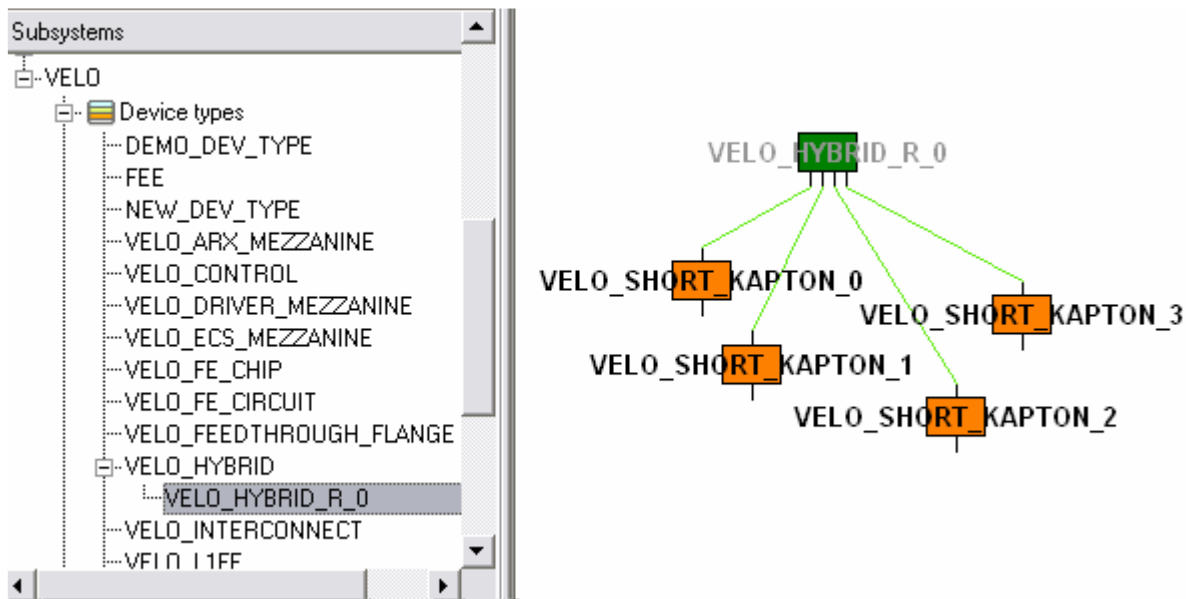 Subsystems
VELO
Device types
DEMO_DEV_TYPE
FEE
NEW_DEV_TYPE
VELO_ARX_MEZZANINE
VELO_CONTROL
VELO_DRIVER_MEZZANINE
VELO_ECS_MEZZANINE
VELO_FE_CHIP
VELO_FE_CIRCUIT
VELO_FEEDTHROUGH_FLANGE
VELO_HYBRID
VELO_HYBRID_R_0
VELO_INTERCONNECT
VELO_L1FE
VELO_HYBRID_R_0
VELO_SHORT_KAPTON_0
VELO_SHORT_KAPTON_3
VELO_SHORT_KAPTON_1
VELO_SHORT_KAPTON_2